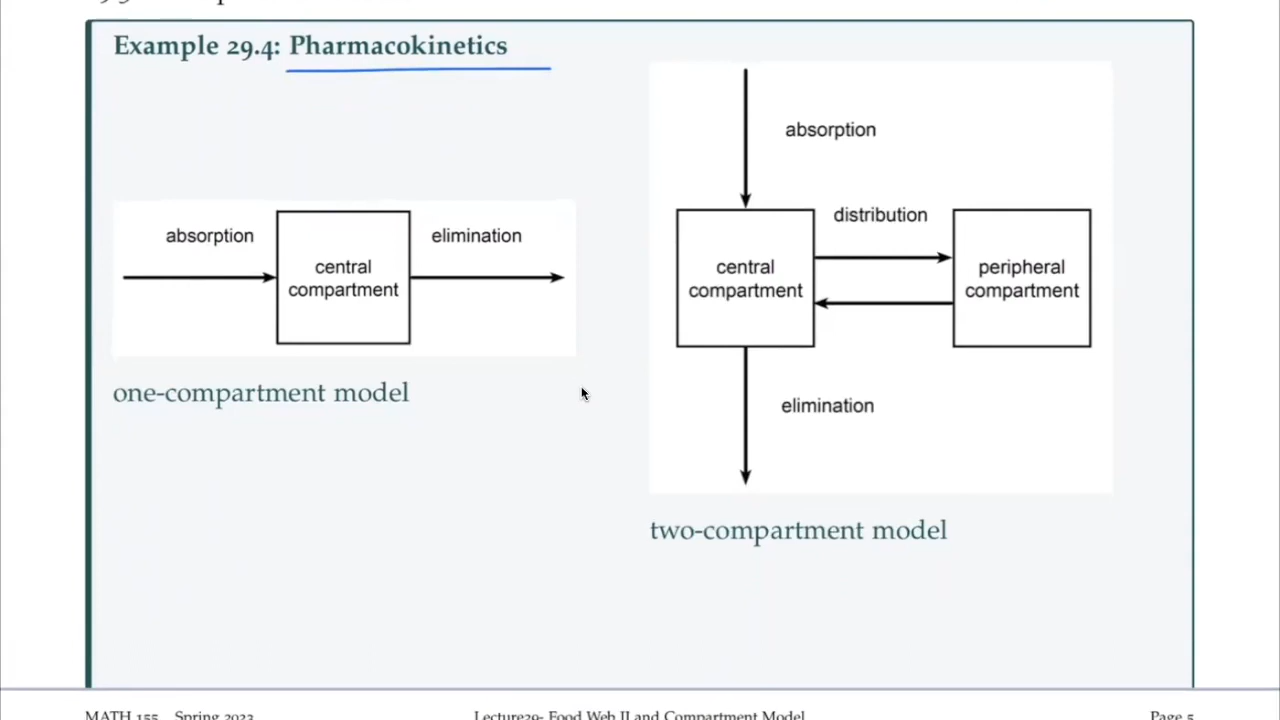 Example 29.4: Pharmacokinetics
absorption
central
compartment
elimination
one-compartment model
absorption
distribution
central
compartment
peripheral
compartment
elimination
two-compartment model
MATH 155 Spring 2023
Lecture29- Food Web II and Compartment Model
Page 5